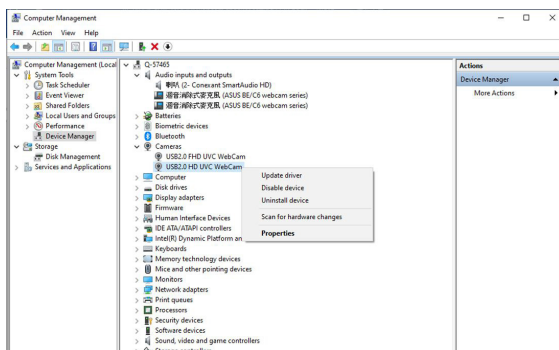 Computer Management
File Action View Help
Computer Management (Local
System Tools
Task Scheduler
Event Viewer
Shared Folders
Local Users and Groups
Performance
Device Manager
Storage
Disk Management
Services and Applications
Q-57465
Audio inputs and outputs
喇叭 (2- Conexant SmartAudio HD)
(ASUS BE/C6 webcam series)
(ASUS BE/C6 webcam series)
Batteries
Biometric devices
Bluetooth
Cameras
USB2.0 FHD UVC WebCam
USB2.0 HD UVC WebCam
Computer
Disk drives
Display adapters
Firmware
Human Interface Devices
IDE ATA/ATAPI controllers
Intel(R) Dynamic Platform an
Keyboards
Memory technology devices
Mice and other pointing devices
Monitors
Network adapters
Print queues
Processors
Security devices
Software devices
Sound, video and game controllers
Update driver
Disable device
Uninstall device
Scan for hardware changes
Properties
Actions
Device Manager
More Actions